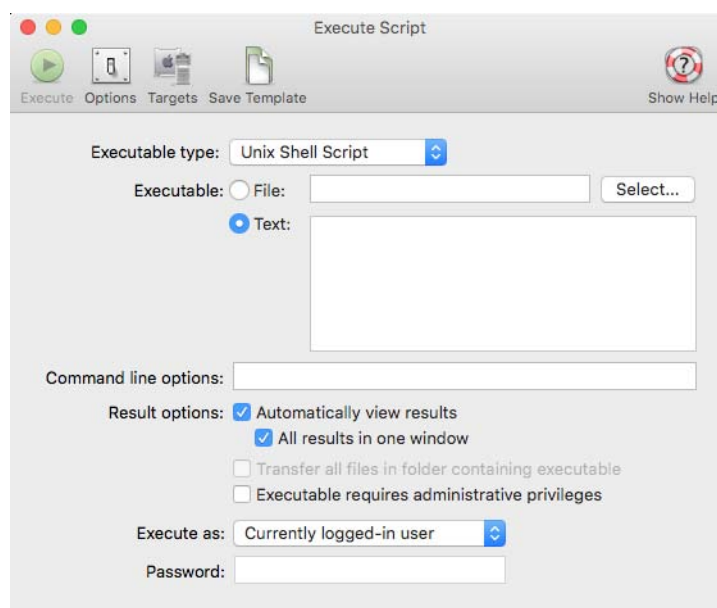 Execute Script
Execute Options Targets Save Template Show Help
Executable type: Unix Shell Script
Executable: File: Select...
Text:
Command line options:
Result options: Automatically view results
All results in one window
Transfer all files in folder containing executable
Executable requires administrative privileges
Execute as: Currently logged-in user
Password: